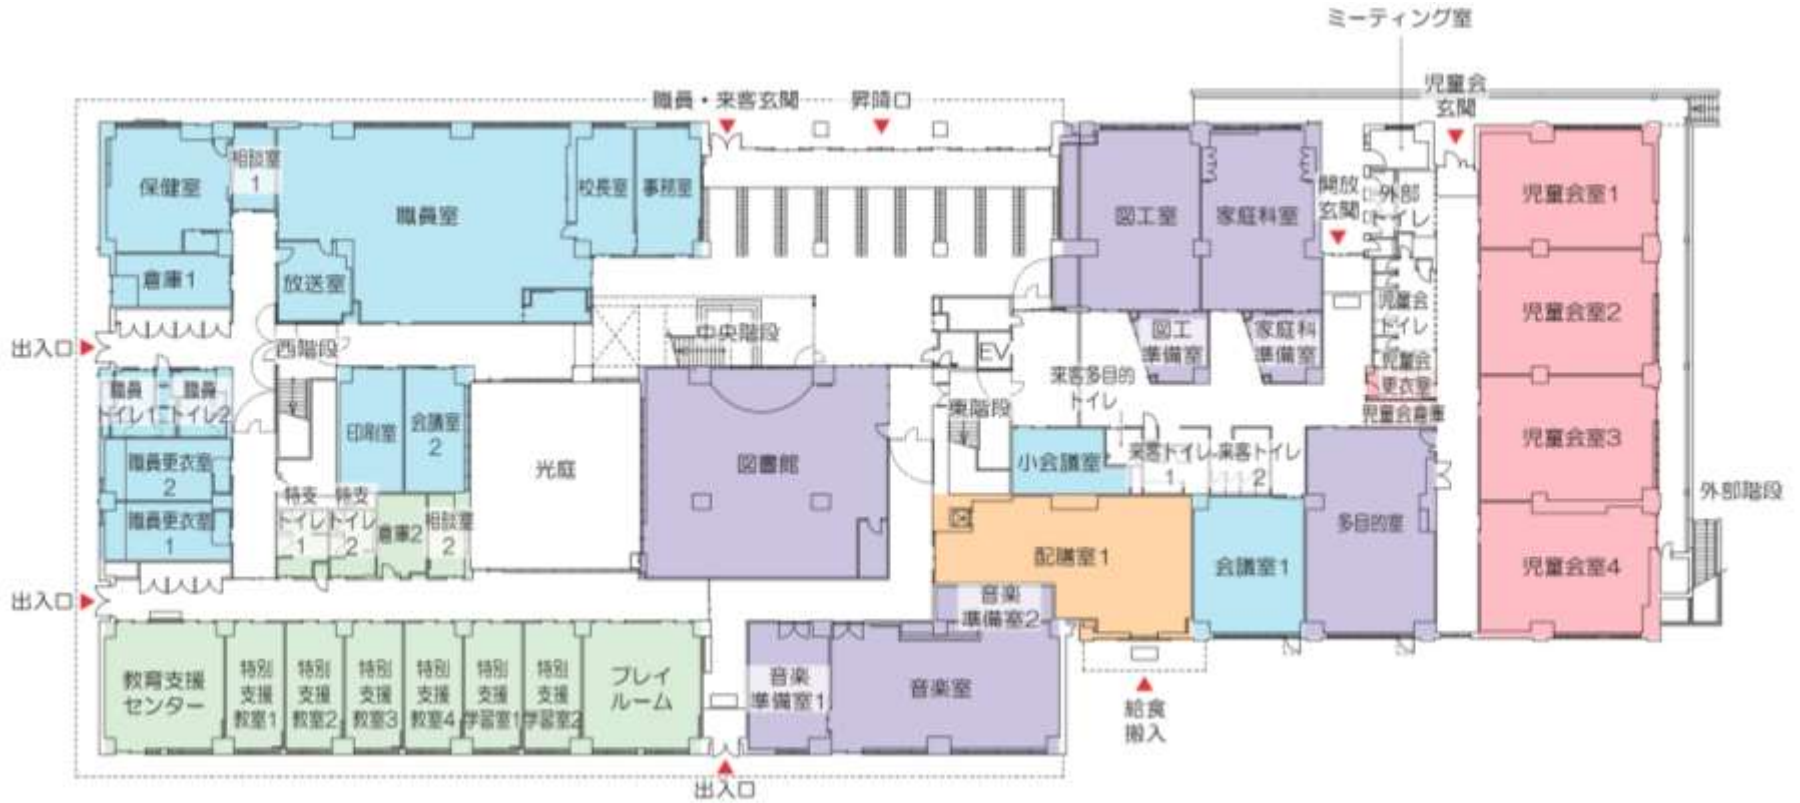 ミーティング室
児童会
玄関
職員・来客玄関
昇降口
保健室
相談室
1
職員室
校長室
事務室
図工室
家庭科室
開放
玄関
外部
トイレ
児童会室1
倉庫1
放送室
児童会
トイレ
児童会室2
出入口
西階段
中央階段
EV
図工
準備室
家庭科
準備室
児童会
更衣室
児童会倉庫
来客多目的
トイレ
職員
トイレ1
職員
トイレ2
印刷室
会議室
2
光庭
図書館
東階段
小会議室
来客トイレ
1
来客トイレ
2
児童会室3
職員更衣室
2
職員更衣室
1
特支
トイレ
1
特支
トイレ
2
倉庫2
相談室
2
配膳室1
会議室1
多目的室
児童会室4
外部階段
出入口
音楽
準備室2
教育支援
センター
特別
支援
教室1
特別
支援
教室2
特別
支援
教室3
特別
支援
教室4
特別
支援
学習室1
特別
支援
学習室2
プレイ
ルーム
音楽
準備室1
音楽室
給食
搬入
出入口